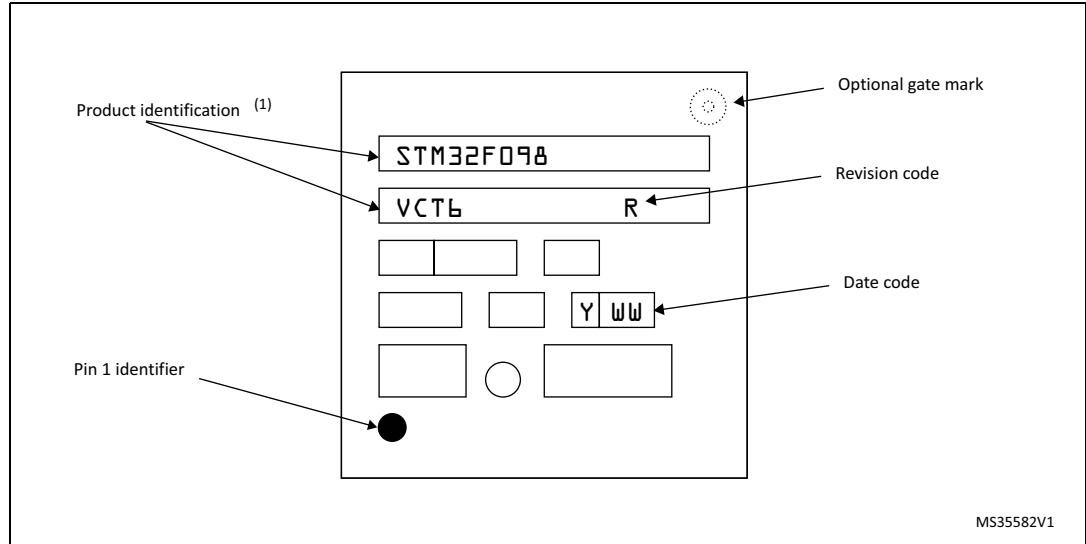 Optional gate mark
Product identification (1)
STM32F098
Revision code
VCT6 R
Date code
Y WW
Pin 1 identifier
MS35582V1